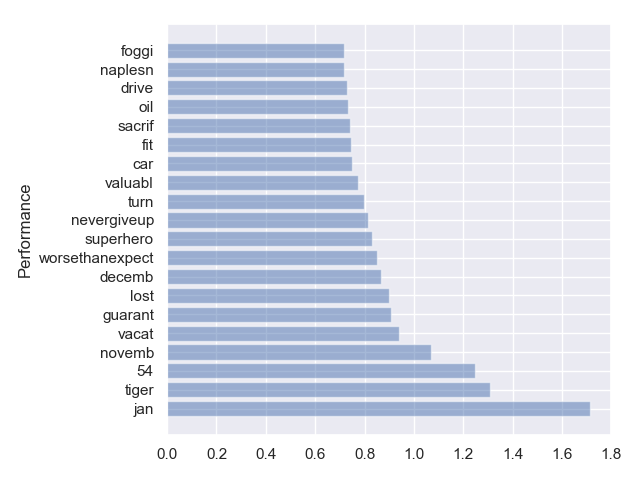 foggi
naplesn
drive
oil
sacrif
fit
car
valuabl
turn
nevergiveup
superhero
worsethanexpect
decemb
lost
guarant
vacat
novemb
54
tiger
jan
Performance
0.0 0.2 0.4 0.6 0.8 1.0 1.2 1.4 1.6 1.8